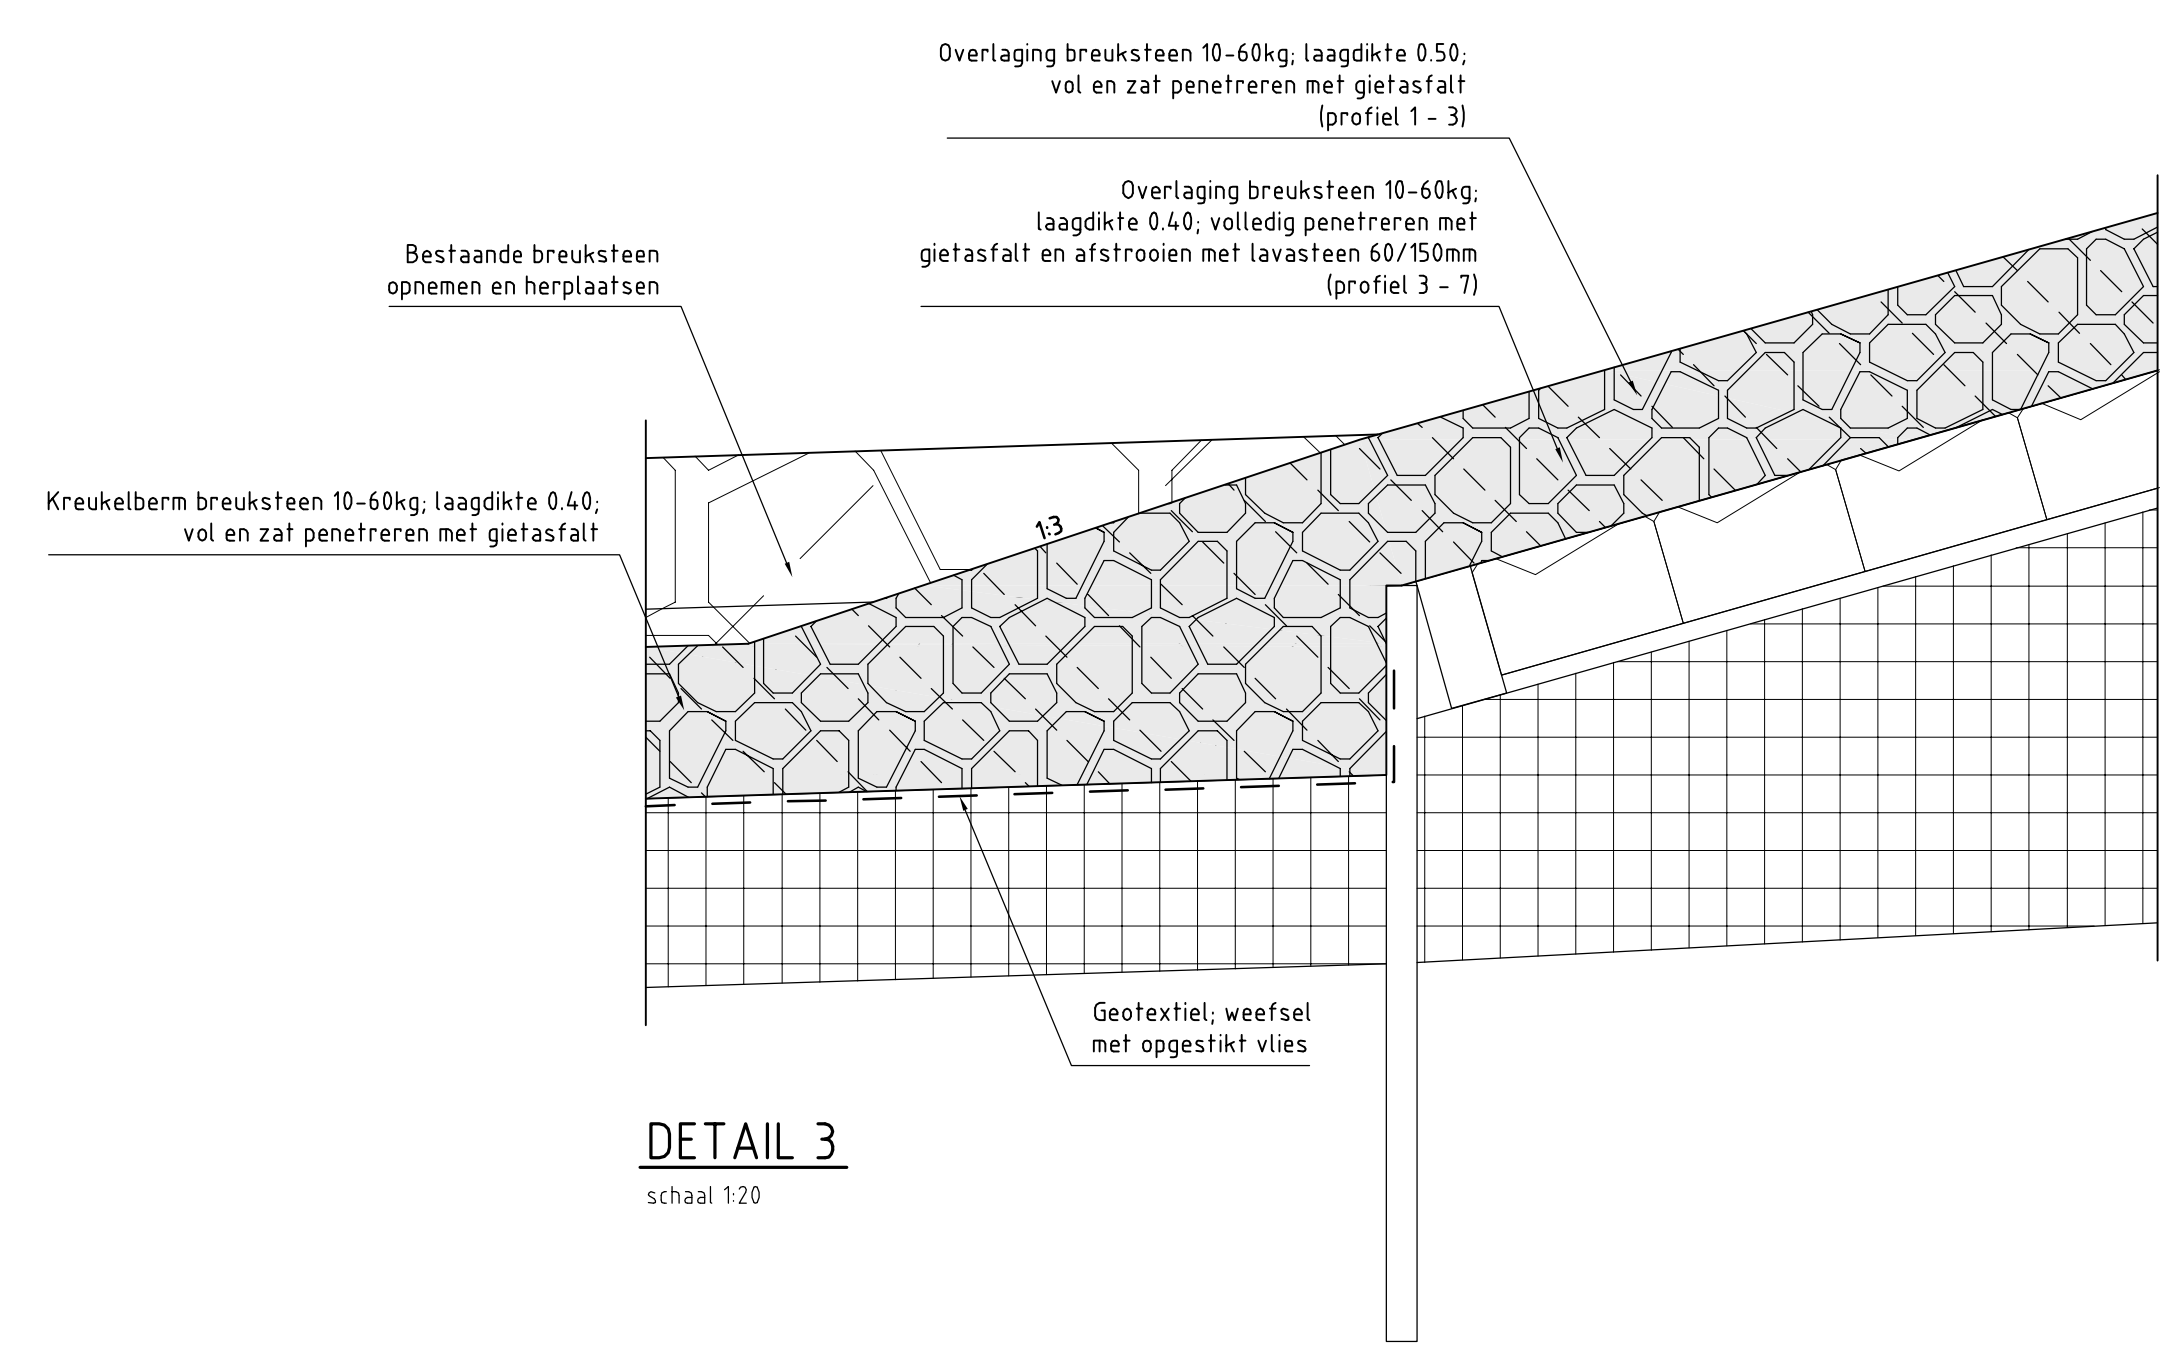 Overlaging breuksteen 10-60kg; laagdikte 0.50;
vol en zat penetreren met gietasfalt
(profiel 1 - 3)
Overlaging breuksteen 10-60kg;
laagdikte 0.40; volledig penetreren met
gietasfalt en afstrooien met lavasteen 60/150mm
(profiel 3 - 7)
Bestaande breuksteen
opnemen en herplaatsen
Kreukelberm breuksteen 10-60kg; laagdikte 0.40;
vol en zat penetreren met gietasfalt
1:3
Geotextiel; weefsel
met opgestikt vlies
DETAIL 3
schaal 1:20